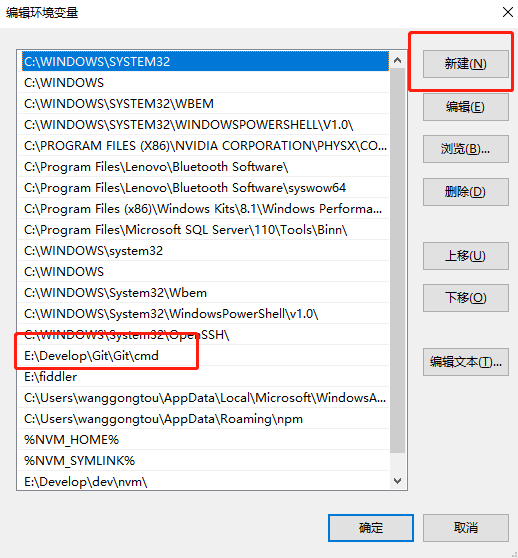 编辑环境变量
C:\WINDOWS\SYSTEM32
C:\WINDOWS
C:\WINDOWS\SYSTEM32\WBEM
C:\WINDOWS\SYSTEM32\WINDOWSPOWERSHELL\V1.0\
C:\PROGRAM FILES (X86)\NVIDIA CORPORATION\PHYSX\CO...
C:\Program Files\Lenovo\Bluetooth Software\
C:\Program Files\Lenovo\Bluetooth Software\syswow64
C:\Program Files (x86)\Windows Kits\8.1\Windows Performa...
C:\Program Files\Microsoft SQL Server\110\Tools\Binn\
C:\WINDOWS\system32
C:\WINDOWS
C:\WINDOWS\System32\Wbem
C:\WINDOWS\System32\WindowsPowerShell\v1.0\
C:\WINDOWS\System32\OpenSSH\
E:\Develop\Git\Git\cmd
E:\fiddler
C:\Users\wanggongtou\AppData\Local\Microsoft\WindowsA...
C:\Users\wanggongtou\AppData\Roaming\npm
%NVM_HOME%
%NVM_SYMLINK%
E:\Develop\dev\nvm\
新建(N)
编辑(E)
浏览(B)...
删除(D)
上移(U)
下移(O)
编辑文本(T)...
确定
取消